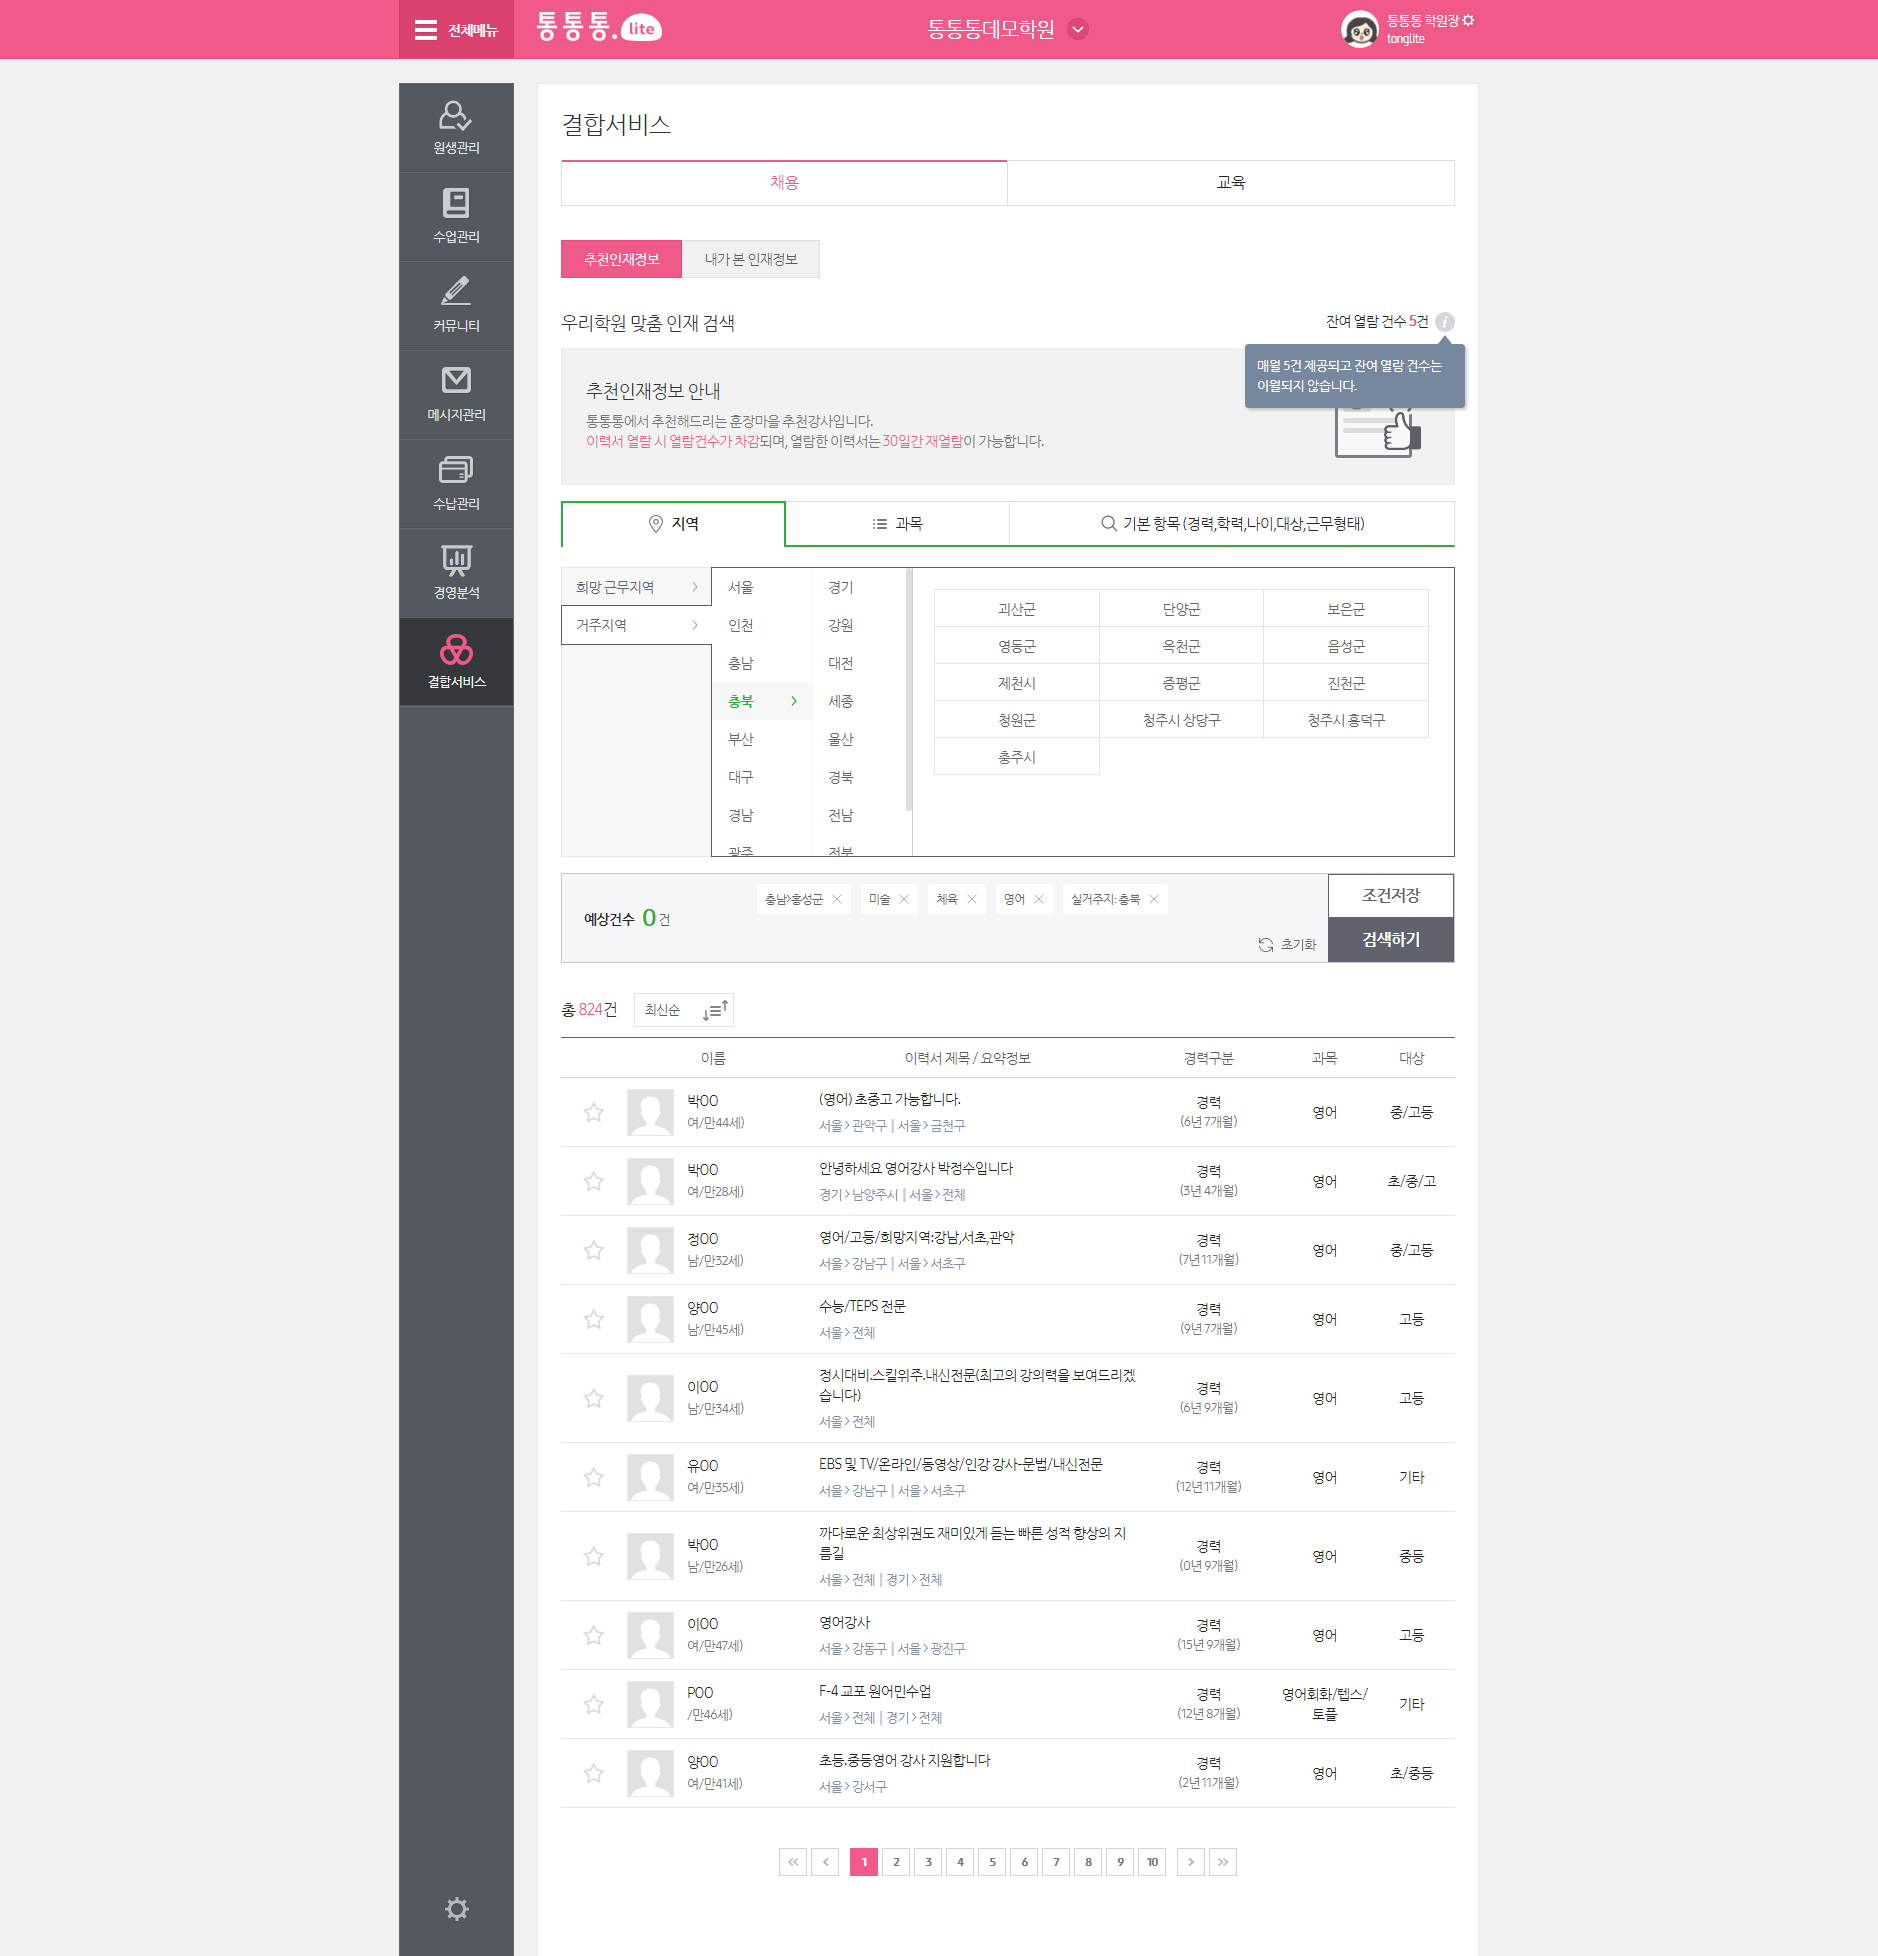 전체메뉴
통통통.lite
통통통데모학원
통통통 학원장
tonglite
원생관리
수업관리
커뮤니티
메시지관리
수납관리
경영분석
결합서비스
결합서비스
채용
교육
추천인재정보
내가 본 인재정보
우리학원 맞춤 인재 검색
잔여 열람 건수 5건
매월 5건 제공되고 잔여 열람 건수는
이월되지 않습니다.
추천인재정보 안내
통통통에서 추천해드리는 훈장마을 추천강사입니다.
이력서 열람 시 열람건수가 차감되며, 열람한 이력서는 30일간 재열람이 가능합니다.
지역
과목
기본 항목 (경력,학력,나이,대상,근무형태)
희망 근무지역
거주지역
서울 경기
인천 강원
충남 대전
충북 세종
부산 울산
대구 경북
경남 전남
광주 전북
괴산군 단양군 보은군
영동군 옥천군 음성군
제천시 증평군 진천군
청원군 청주시 상당구 청주시 흥덕구
충주시
예상건수 0 건
충남>홍성군 미술 체육 영어 실거주지: 충북
초기화
조건저장
검색하기
총 824건 최신순
이름 이력서 제목 / 요약정보 경력구분 과목 대상
박OO
여/만44세)
(영어) 초중고 가능합니다.
서울 > 관악구 | 서울 > 금천구
경력
(6년 7개월)
영어
중/고등
박OO
여/만28세)
안녕하세요 영어강사 박정수입니다
경기 > 남양주시 | 서울 > 전체
경력
(3년 4개월)
영어
초/중/고
정OO
남/만32세)
영어/고등/희망지역:강남,서초,관악
서울 > 강남구 | 서울 > 서초구
경력
(7년 11개월)
영어
중/고등
양OO
남/만45세)
수능/TEPS 전문
서울 > 전체
경력
(9년 7개월)
영어
고등
이OO
남/만34세)
정시대비.스킬위주.내신전문(최고의 강의력을 보여드리겠
습니다)
서울 > 전체
경력
(6년 9개월)
영어
고등
유OO
여/만35세)
EBS 및 TV/온라인/동영상/인강 강사-문법/내신전문
서울 > 강남구 | 서울 > 서초구
경력
(12년 11개월)
영어
기타
박OO
남/만26세)
까다로운 최상위권도 재미있게 듣는 빠른 성적 향상의 지
름길
서울 > 전체 | 경기 > 전체
경력
(0년 9개월)
영어
중등
이OO
여/만47세)
영어강사
서울 > 강동구 | 서울 > 광진구
경력
(15년 9개월)
영어
고등
POO
/만46세)
F-4 교포 원어민수업
서울 > 전체 | 경기 > 전체
경력
(12년 8개월)
영어회화/텝스/
토플
기타
양OO
여/만41세)
초등.중등영어 강사 지원합니다
서울 > 강서구
경력
(2년 11개월)
영어
초/중등
1 2 3 4 5 6 7 8 9 10